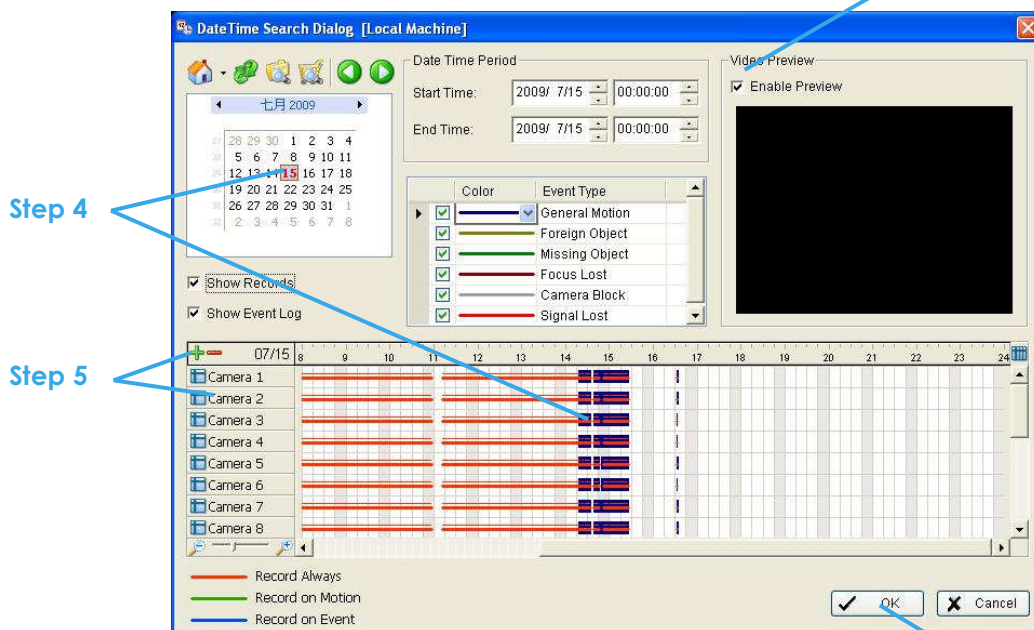 DateTime Search Dialog [Local Machine]
Date Time Period
Start Time: 2009/ 7/15 00:00:00
End Time: 2009/ 7/15 00:00:00
Video Preview
Enable Preview
七月 2009
27 28 29 30 1 2 3 4
28 5 6 7 8 9 10 11
29 12 13 14 15 16 17 18
30 19 20 21 22 23 24 25
31 26 27 28 29 30 31 1
32 2 3 4 5 6 7 8
Step 4
Color Event Type
General Motion
Foreign Object
Missing Object
Focus Lost
Camera Block
Signal Lost
Show Records
Show Event Log
Step 5
07/15 8 9 10 11 12 13 14 15 16 17 18 19 20 21 22 23 24
Camera 1
Camera 2
Camera 3
Camera 4
Camera 5
Camera 6
Camera 7
Camera 8
Record Always
Record on Motion
Record on Event
OK Cancel